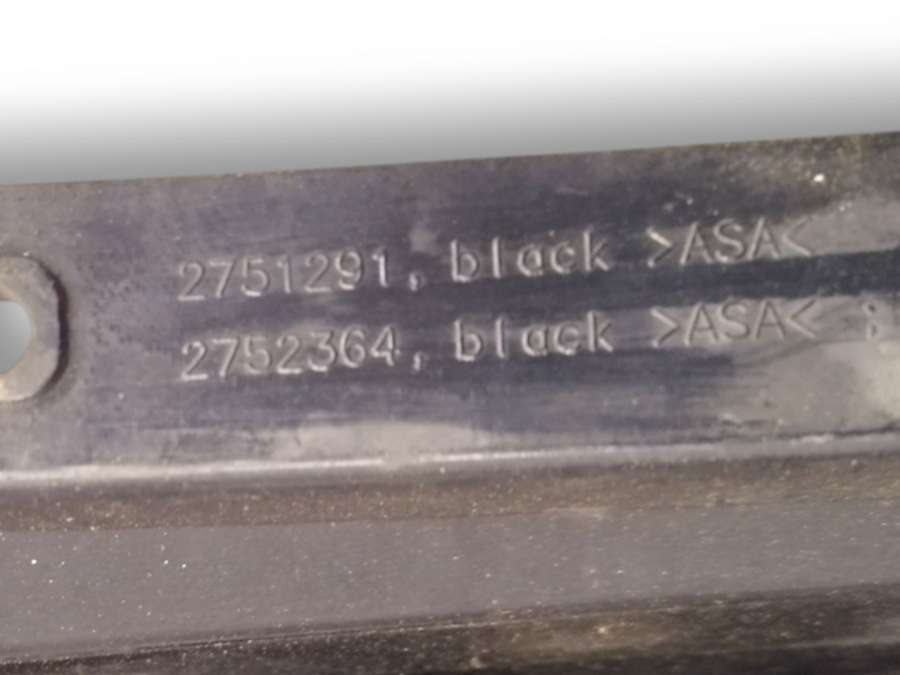 2751291, black >ASA<
2752364, black >ASA< ;